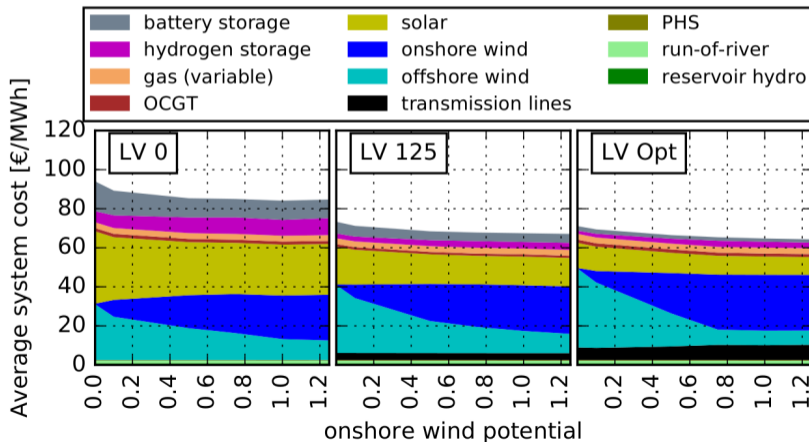 battery storage solar PHS
hydrogen storage onshore wind run-of-river
gas (variable) offshore wind reservoir hydro
OCGT transmission lines
Average system cost [€/MWh]
120
100
80
60
40
20
0
LV 0 LV 125 LV Opt
0.0 0.2 0.4 0.6 0.8 1.0 1.2 0.2 0.4 0.6 0.8 1.0 1.2 0.2 0.4 0.6 0.8 1.0 1.2
onshore wind potential